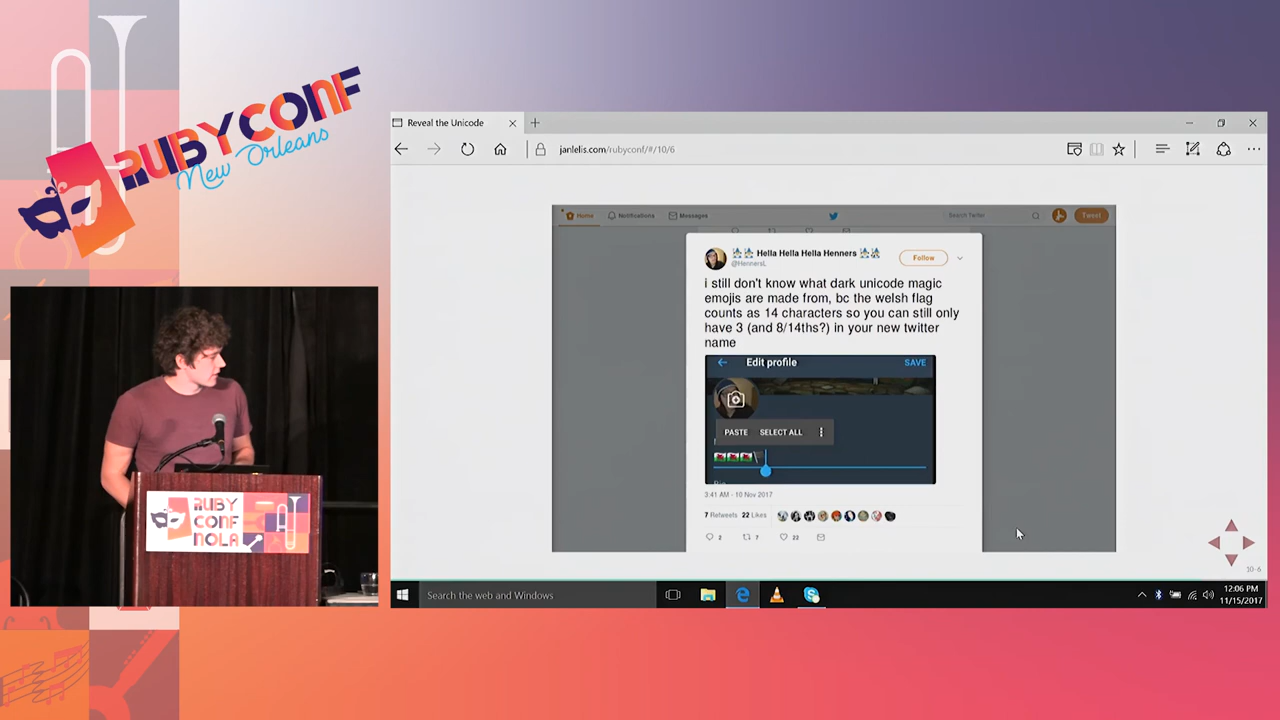 RUBYCONF
New Orleans
RUBY
CONF
NOLA
Reveal the Unicode
janlelis.com/rubyconf/#/10/6
Home
Notifications
Messages
Search Twitter
Tweet
Hella Hella Hella Henners
@HennersL
Follow
i still don't know what dark unicode magic
emojis are made from, bc the welsh flag
counts as 14 characters so you can still only
have 3 (and 8/14ths?) in your new twitter
name
Edit profile
SAVE
PASTE SELECT ALL
3:41 AM - 10 Nov 2017
7 Retweets 22 Likes
2
7
22
10-6
Search the web and Windows
12:06 PM
11/15/2017